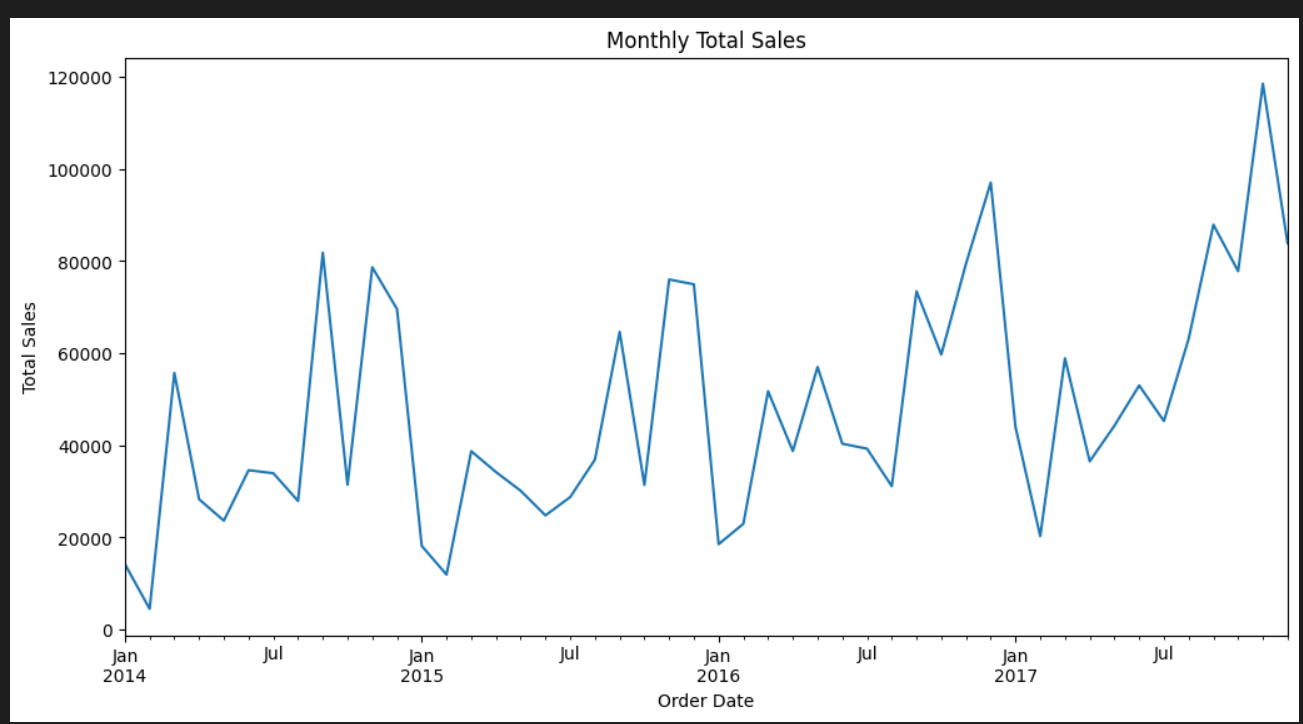 Monthly Total Sales
120000
100000
80000
60000
40000
20000
0
Total Sales
Jan Jul Jan Jul Jan Jul Jan Jul
2014 2015 2016 2017
Order Date